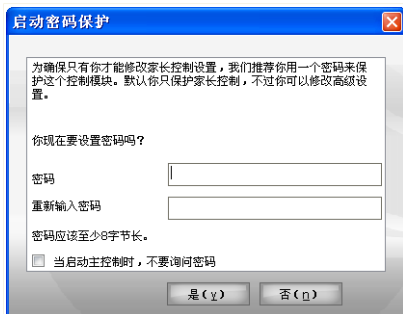 启动密码保护
为确保只有你才能修改家长控制设置，我们推荐你用一个密码来保
护这个控制模块。默认你只保护家长控制，不过你可以修改高级设
置。
你现在要设置密码吗？
密码
重新输入密码
密码应该至少8字节长。
当启动主控制时，不要询问密码
是(y) 否(n)